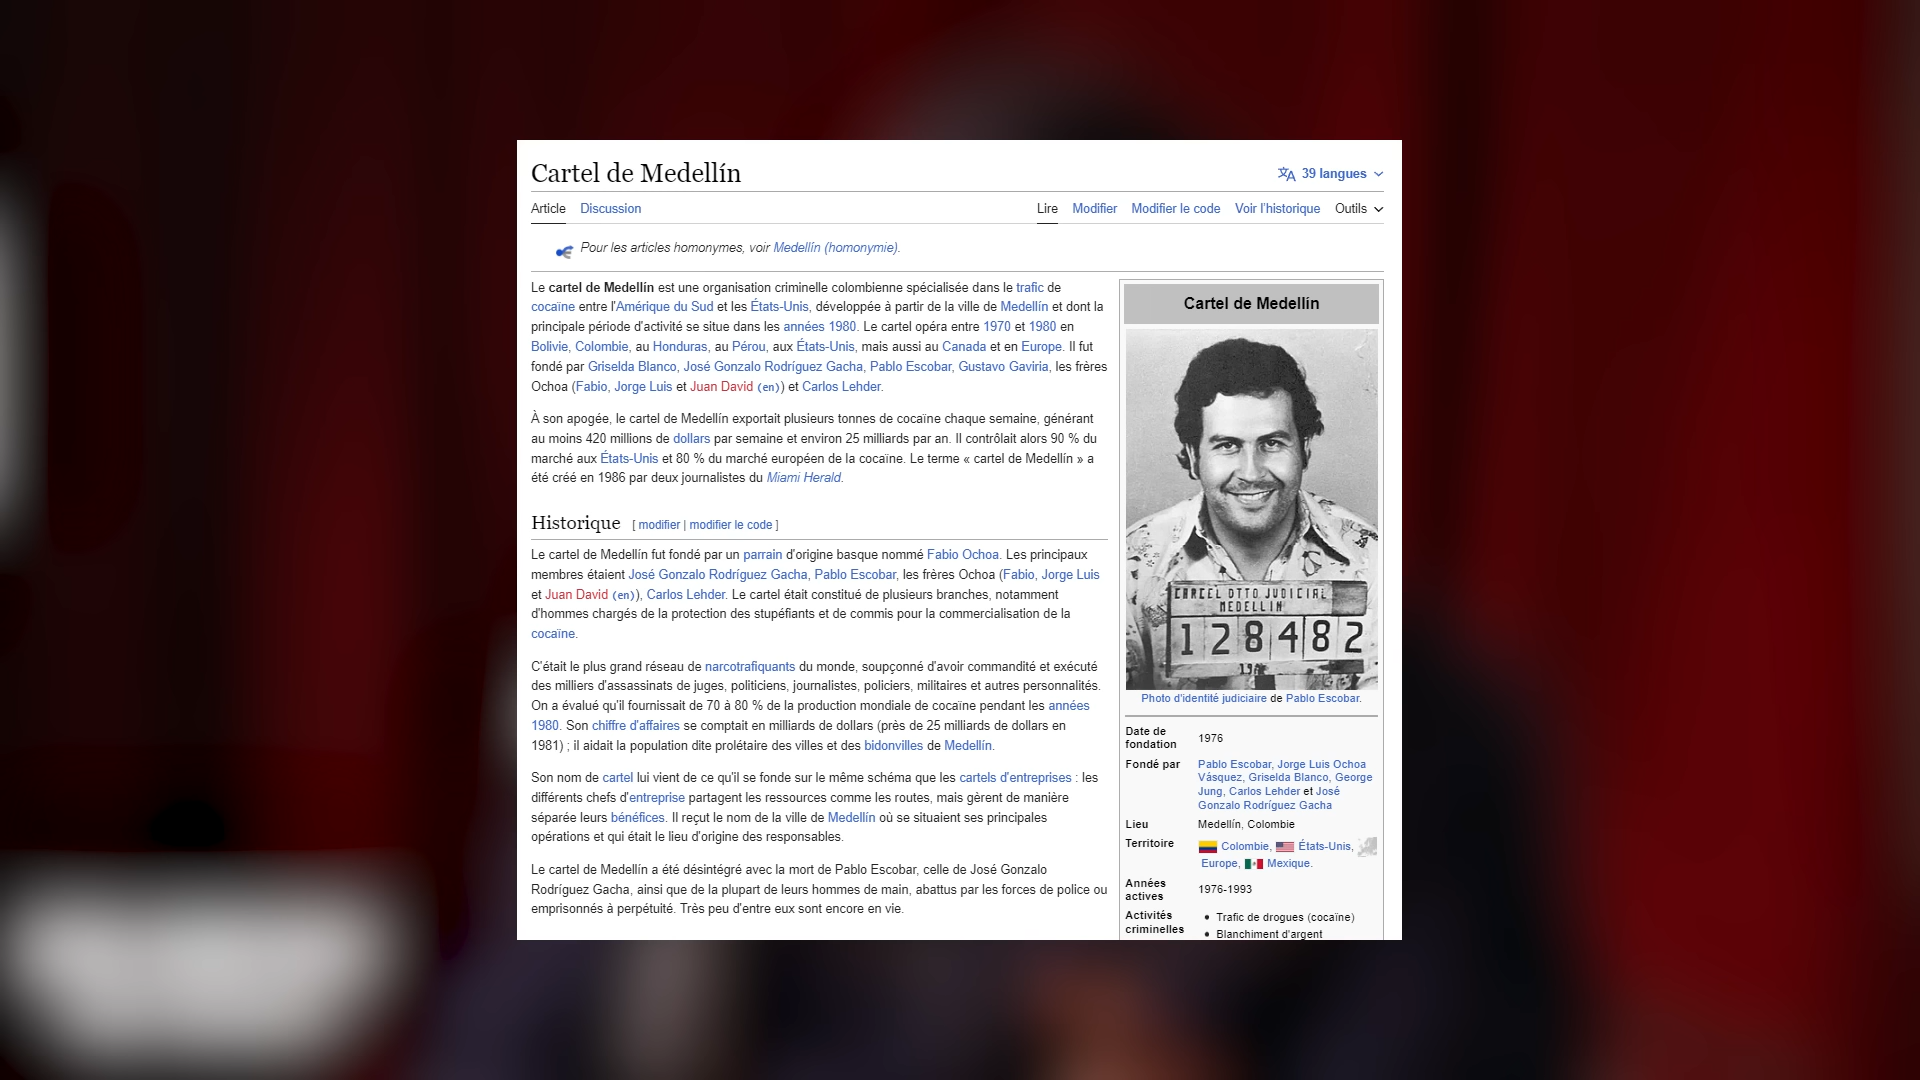 Cartel de Medellín
39 langues
Article Discussion
Lire Modifier Modifier le code Voir l'historique Outils
Pour les articles homonymes, voir Medellín (homonymie).
Le cartel de Medellín est une organisation criminelle colombienne spécialisée dans le trafic de
cocaïne entre l'Amérique du Sud et les États-Unis, développée à partir de la ville de Medellín et dont la
principale période d'activité se situe dans les années 1980. Le cartel opéra entre 1970 et 1980 en
Bolivie, Colombie, au Honduras, au Pérou, aux États-Unis, mais aussi au Canada et en Europe. Il fut
fondé par Griselda Blanco, José Gonzalo Rodríguez Gacha, Pablo Escobar, Gustavo Gaviria, les frères
Ochoa (Fabio, Jorge Luis et Juan David (en)) et Carlos Lehder.
À son apogée, le cartel de Medellín exportait plusieurs tonnes de cocaïne chaque semaine, générant
au moins 420 millions de dollars par semaine et environ 25 milliards par an. Il contrôlait alors 90 % du
marché aux États-Unis et 80 % du marché européen de la cocaïne. Le terme « cartel de Medellín » a
été créé en 1986 par deux journalistes du Miami Herald.
Historique [ modifier | modifier le code ]
Le cartel de Medellín fut fondé par un parrain d'origine basque nommé Fabio Ochoa. Les principaux
membres étaient José Gonzalo Rodríguez Gacha, Pablo Escobar, les frères Ochoa (Fabio, Jorge Luis
et Juan David (en)), Carlos Lehder. Le cartel était constitué de plusieurs branches, notamment
d'hommes chargés de la protection des stupéfiants et de commis pour la commercialisation de la
cocaïne.
C'était le plus grand réseau de narcotrafiquants du monde, soupçonné d'avoir commandité et exécuté
des milliers d'assassinats de juges, politiciens, journalistes, policiers, militaires et autres personnalités.
On a évalué qu'il fournissait de 70 à 80 % de la production mondiale de cocaïne pendant les années
1980. Son chiffre d'affaires se comptait en milliards de dollars (près de 25 milliards de dollars en
1981) ; il aidait la population dite prolétaire des villes et des bidonvilles de Medellín.
Son nom de cartel lui vient de ce qu'il se fonde sur le même schéma que les cartels d'entreprises : les
différents chefs d'entreprise partagent les ressources comme les routes, mais gèrent de manière
séparée leurs bénéfices. Il reçut le nom de la ville de Medellín où se situaient ses principales
opérations et qui était le lieu d'origine des responsables.
Le cartel de Medellín a été désintégré avec la mort de Pablo Escobar, celle de José Gonzalo
Rodríguez Gacha, ainsi que de la plupart de leurs hommes de main, abattus par les forces de police ou
emprisonnés à perpétuité. Très peu d'entre eux sont encore en vie.
Cartel de Medellín
CARCEL DTTO JUDICIAL
MEDELLIN
128482
Photo d'identité judiciaire de Pablo Escobar.
Date de
fondation 1976
Fondé par Pablo Escobar, Jorge Luis Ochoa
Vásquez, Griselda Blanco, George
Jung, Carlos Lehder et José
Gonzalo Rodríguez Gacha
Lieu Medellín, Colombie
Territoire Colombie, États-Unis,
Europe, Mexique.
Années
actives 1976-1993
Activités
criminelles
• Trafic de drogues (cocaïne)
• Blanchiment d'argent